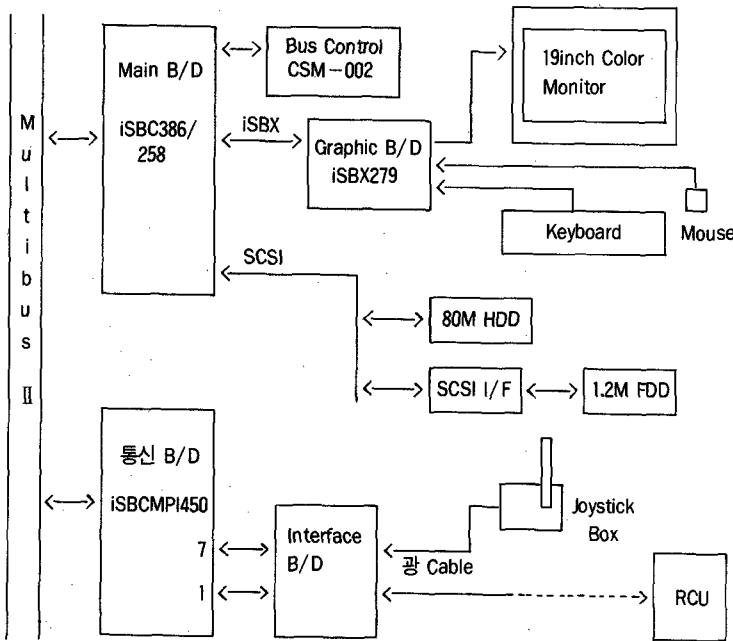 Multibus II
Main B/D
iSBC386/
258
Bus Control
CSM-002
iSBX
Graphic B/D
iSBX279
19inch Color
Monitor
Keyboard
Mouse
SCSI
80M HDD
SCSI I/F
1.2M FDD
통신 B/D
iSBCMPI450
7
1
Interface
B/D
광 Cable
Joystick
Box
RCU